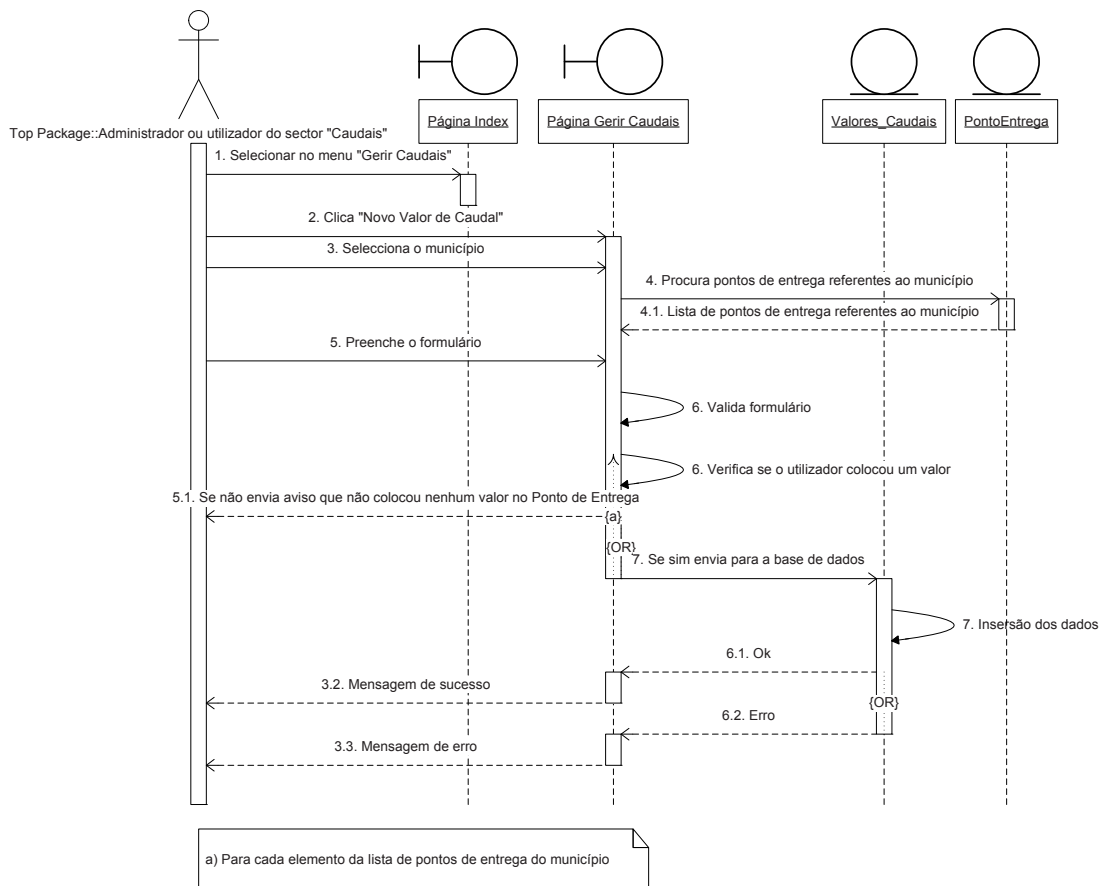 Página Index
Página Gerir Caudais
Valores_Caudais
PontoEntrega
Top Package::Administrador ou utilizador do sector "Caudais"
1. Selecionar no menu "Gerir Caudais"
2. Clica "Novo Valor de Caudal"
3. Selecciona o município
4. Procura pontos de entrega referentes ao município
4.1. Lista de pontos de entrega referentes ao município
5. Preenche o formulário
6. Valida formulário
6. Verifica se o utilizador colocou um valor
5.1. Se não envia aviso que não colocou nenhum valor no Ponto de Entrega
{a}
{OR}
7. Se sim envia para a base de dados
7. Insersão dos dados
6.1. Ok
3.2. Mensagem de sucesso
{OR}
6.2. Erro
3.3. Mensagem de erro
a) Para cada elemento da lista de pontos de entrega do município